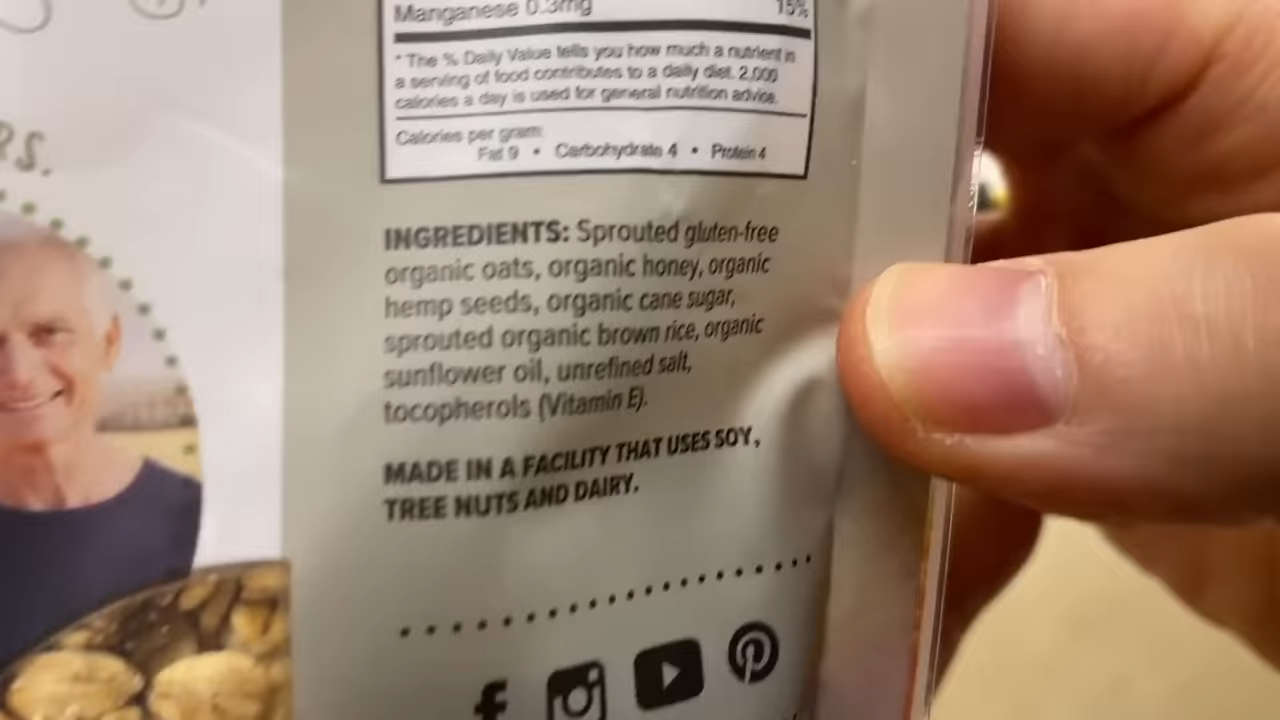 Manganese 0.3mg 15%
* The % Daily Value tells you how much a nutrient in
a serving of food contributes to a daily diet. 2,000
calories a day is used for general nutrition advice.
Calories per gram:
Fat 9 • Carbohydrate 4 • Protein 4
INGREDIENTS: Sprouted gluten-free
organic oats, organic honey, organic
hemp seeds, organic cane sugar,
sprouted organic brown rice, organic
sunflower oil, unrefined salt,
tocopherols (Vitamin E).
MADE IN A FACILITY THAT USES SOY,
TREE NUTS AND DAIRY.